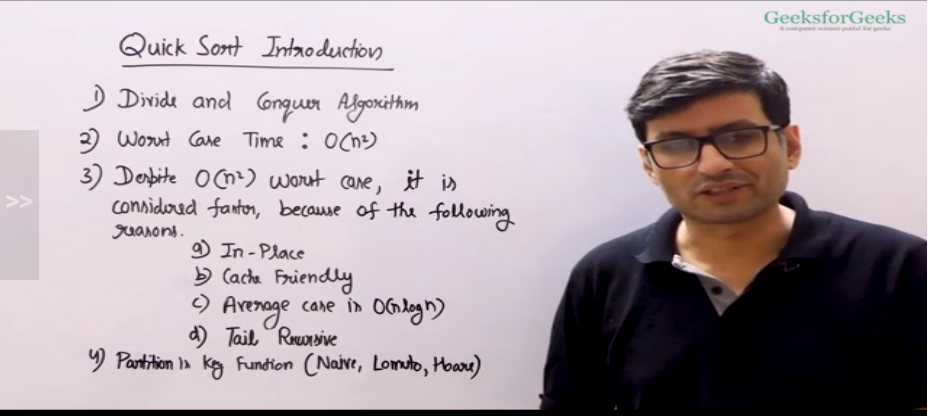 GeeksforGeeks
A computer science portal for geeks
Quick Sort Introduction
1) Divide and Conquer Algorithm
2) Worst Case Time : O(n²)
3) Despite O(n²) worst case, it is
considered faster, because of the following
reasons.
a) In-Place
b) Cache Friendly
c) Average case is O(nlogn)
d) Tail Recursive
4) Partition is key Function (Naive, Lomuto, Hoare)
>>